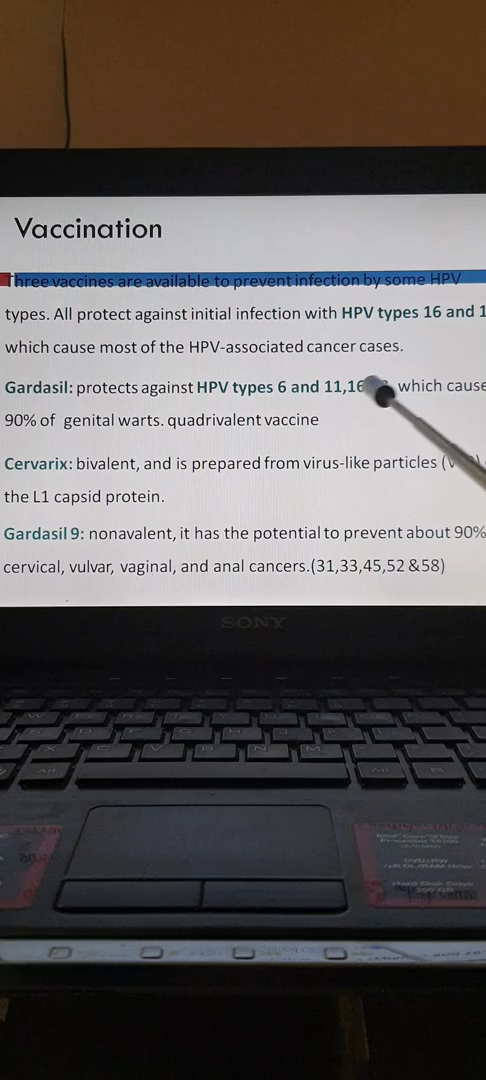 Vaccination
Three vaccines are available to prevent infection by some HPV
types. All protect against initial infection with HPV types 16 and 1
which cause most of the HPV-associated cancer cases.
Gardasil: protects against HPV types 6 and 11,16 which cause
90% of genital warts. quadrivalent vaccine
Cervarix: bivalent, and is prepared from virus-like particles
the L1 capsid protein.
Gardasil 9: nonavalent, it has the potential to prevent about 90%
cervical, vulvar, vaginal, and anal cancers.(31,33,45,52 &58)
SONY